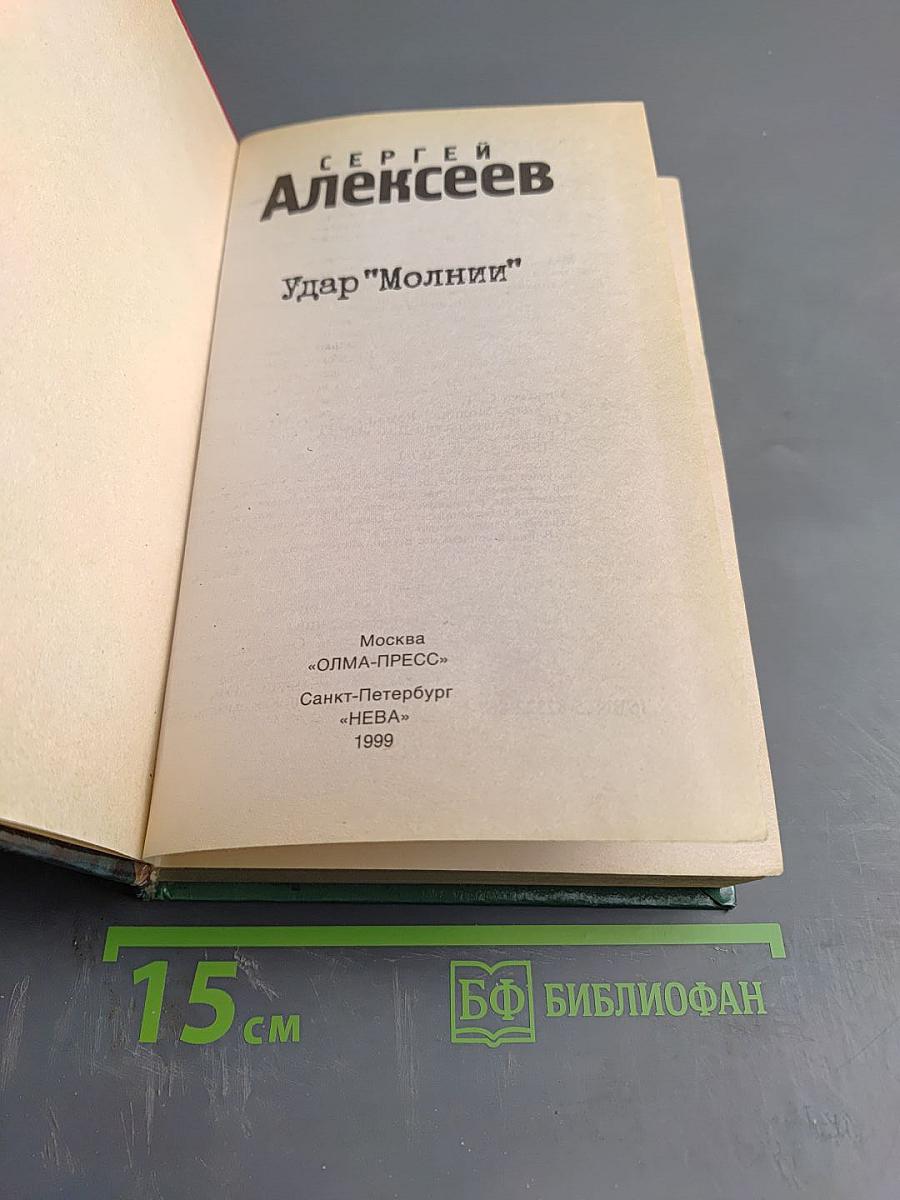 СЕРГЕЙ
Алексеев
Удар "Молнии"
Москва
«ОЛМА-ПРЕСС»
Санкт-Петербург
«НЕВА»
1999
15 см
БФ БИБЛИОФАН